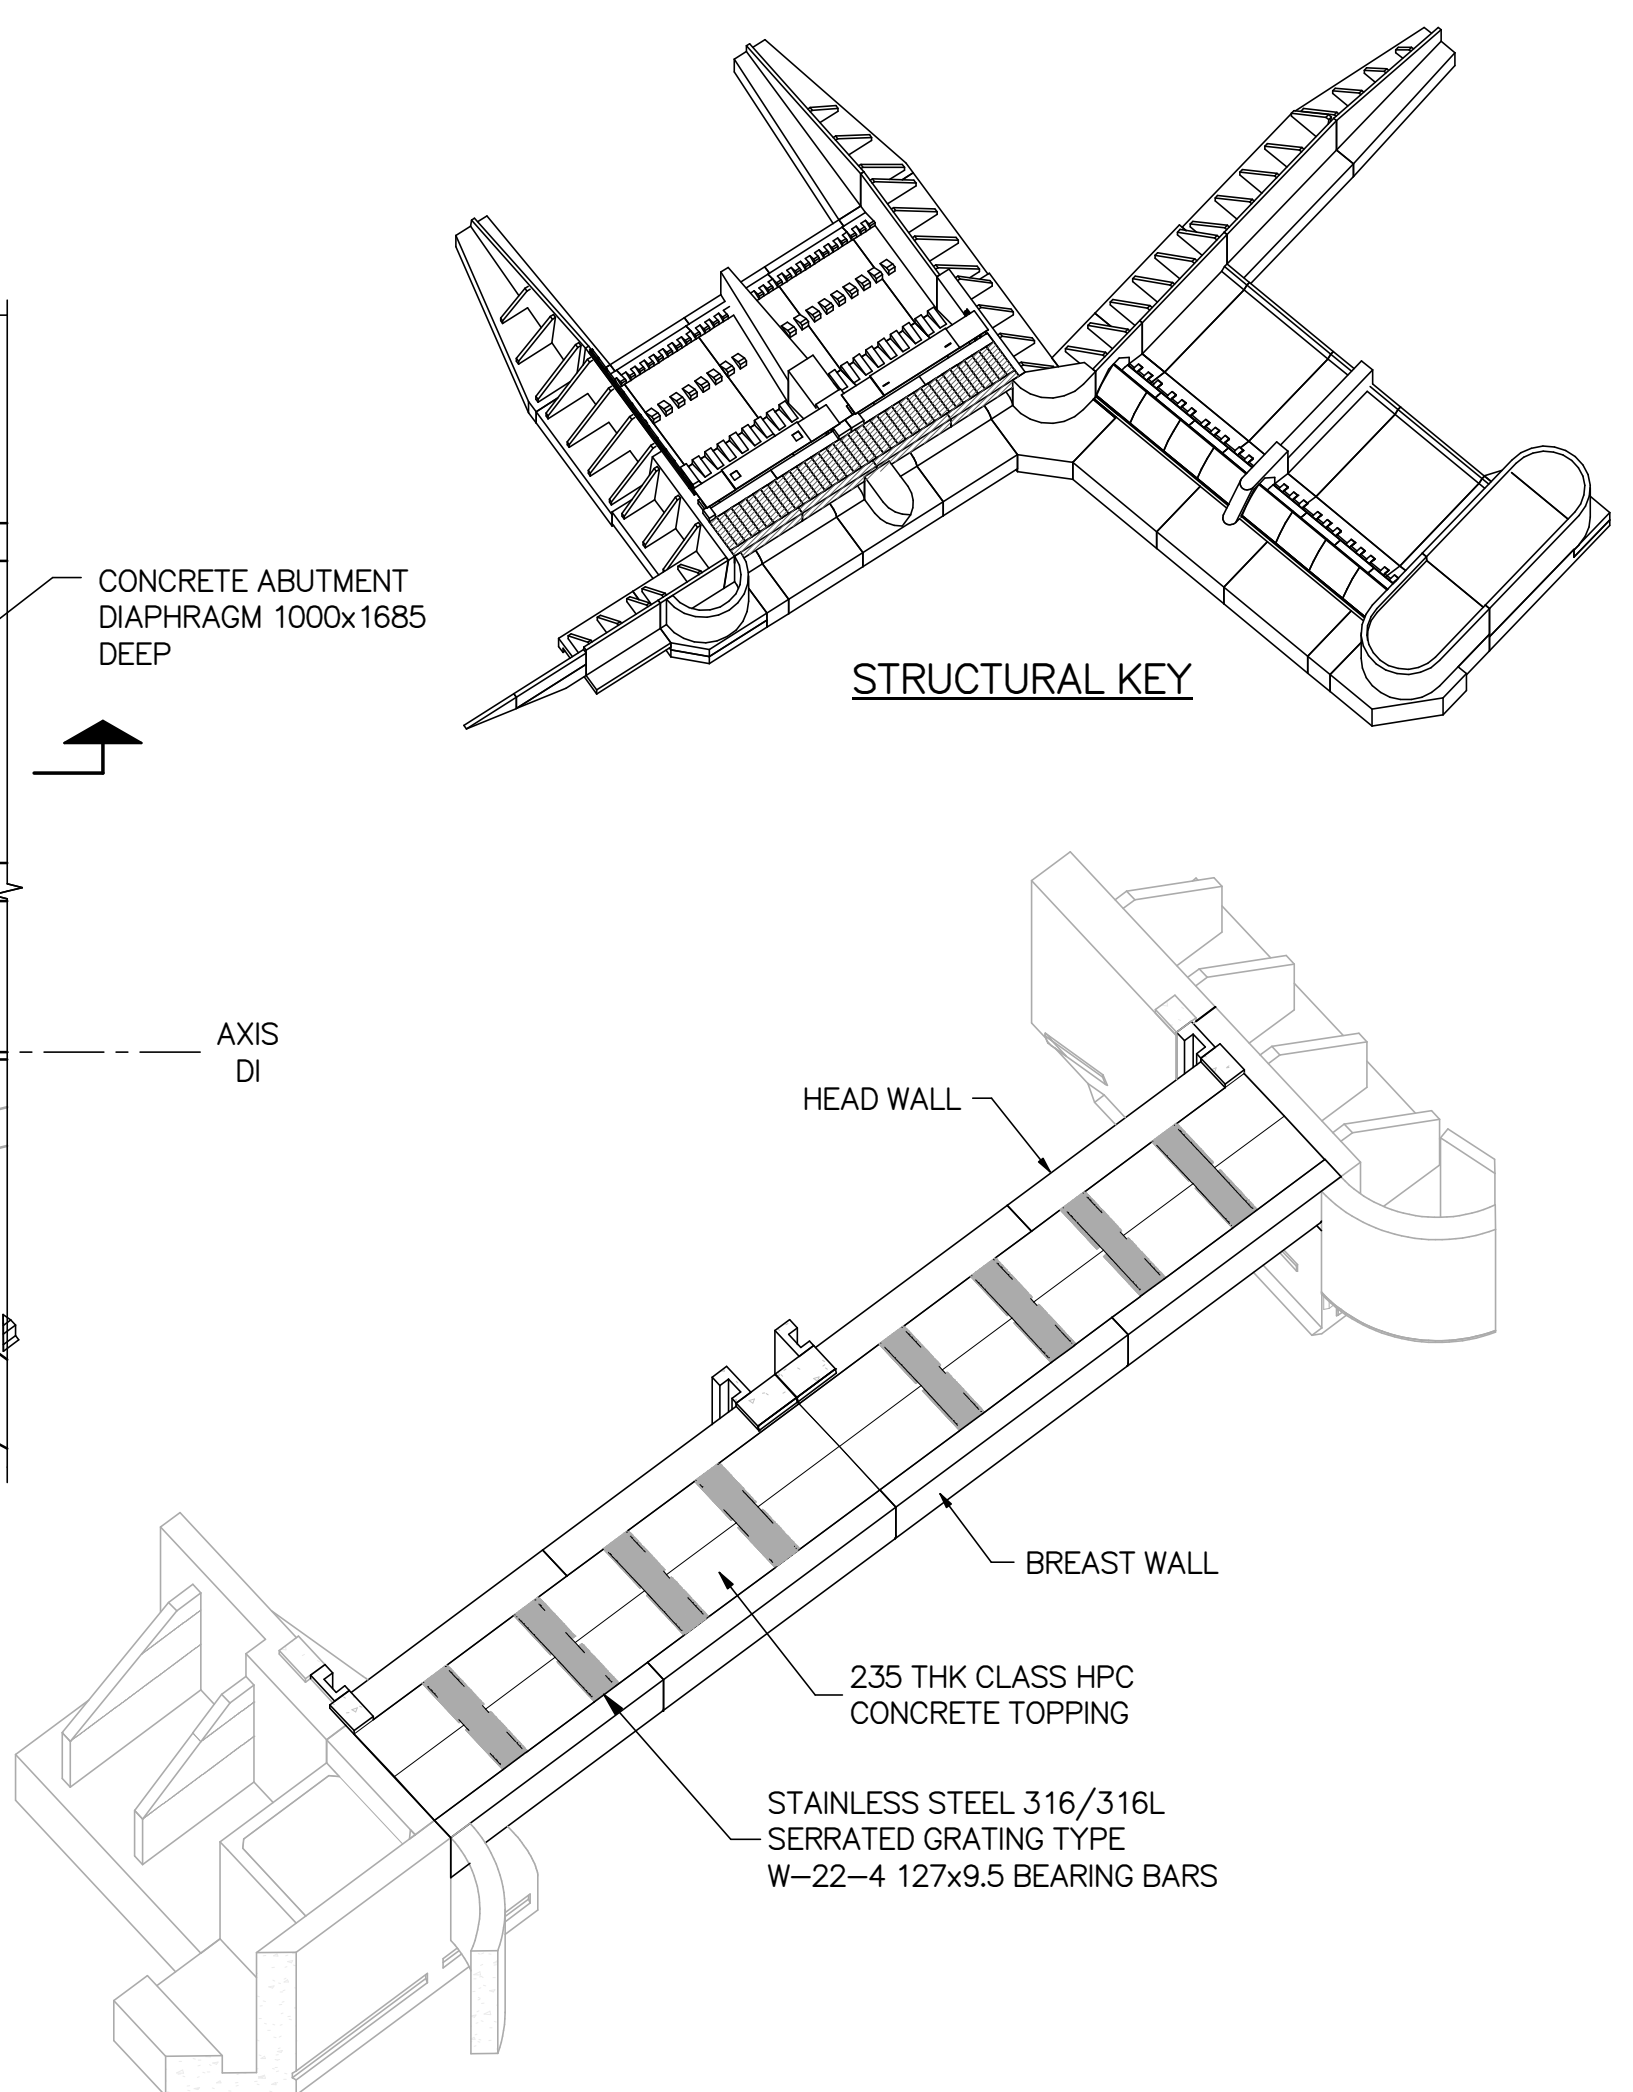 CONCRETE ABUTMENT
DIAPHRAGM 1000x1685
DEEP
STRUCTURAL KEY
AXIS
DI
HEAD WALL
BREAST WALL
235 THK CLASS HPC
CONCRETE TOPPING
STAINLESS STEEL 316/316L
SERRATED GRATING TYPE
W-22-4 127x9.5 BEARING BARS